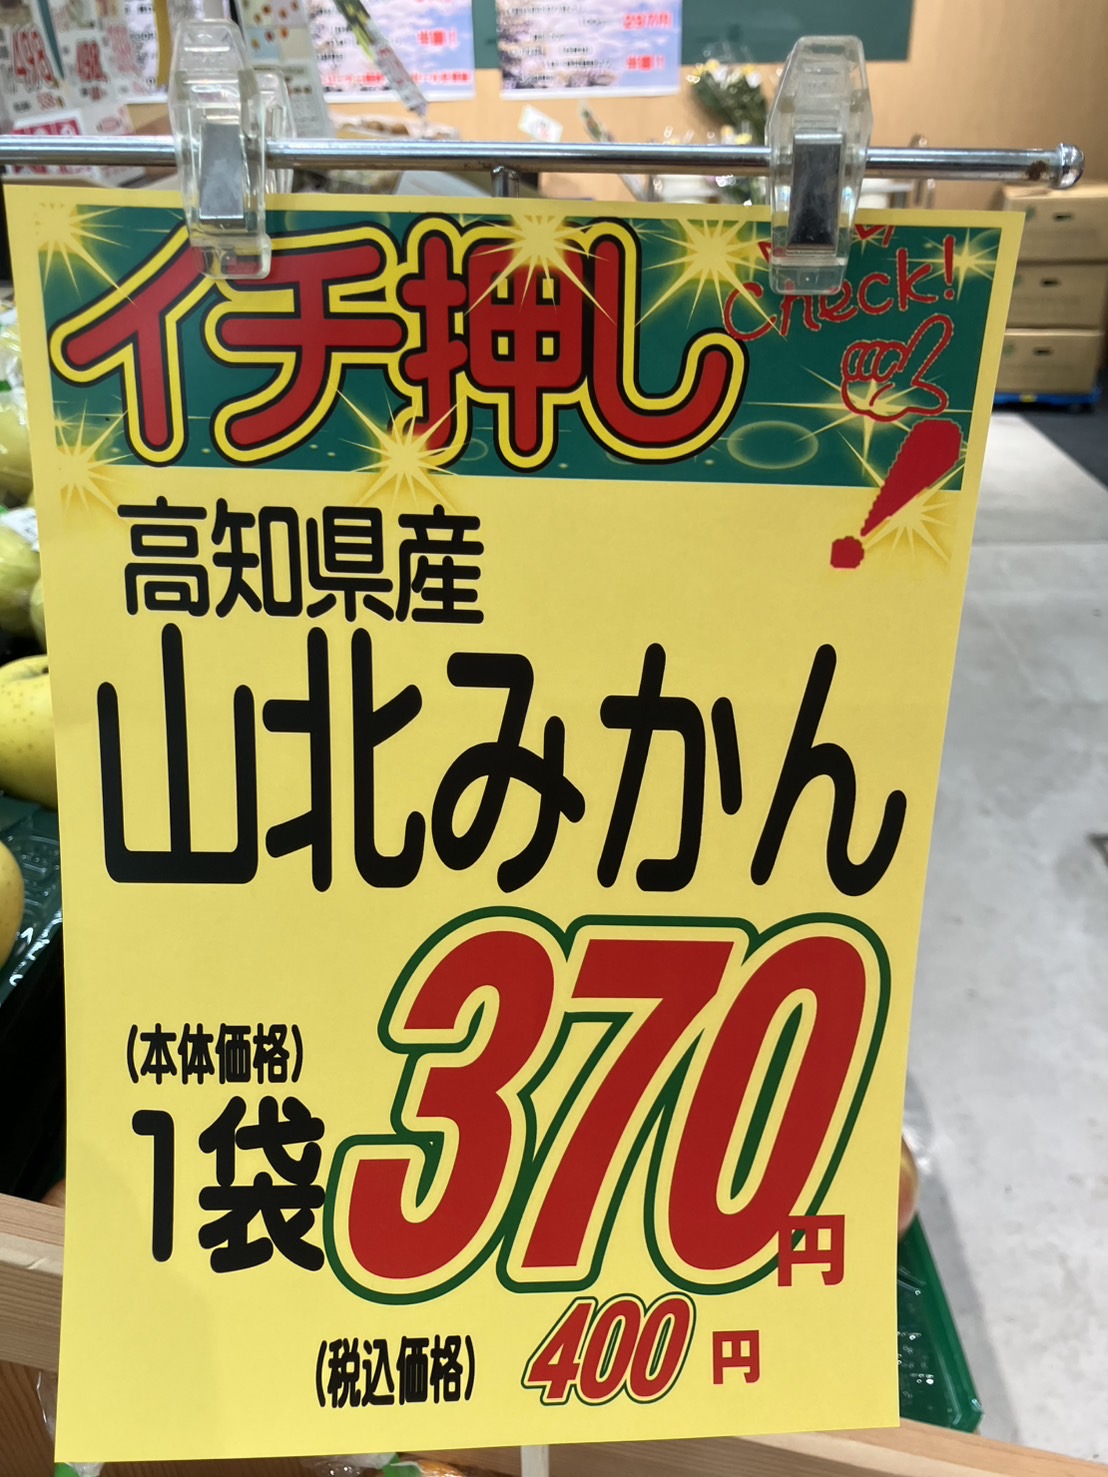 イチ押し
Check!
高知県産
山北みかん
(本体価格)
1袋 370円
(税込価格) 400円